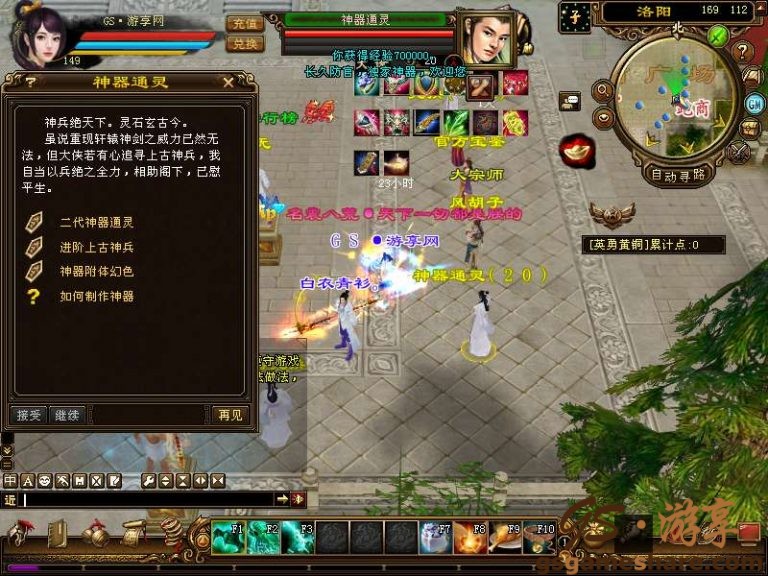 GS·游享网
149
充值
兑换
神器通灵
洛阳
169 112
北
广场
GM
自动寻路
你获得经验700000。
23小时
官方宝鉴
大宗师
风胡子
名震八荒●天下一切都是朕的
GS●游享网
白衣青衫。
神器通灵(20)
[英勇黄铜]累计点:0
? 神器通灵
神兵绝天下。灵石玄古今。
虽说重现轩辕神剑之威力已然无
法，但大侠若有心追寻上古神兵，我
自当以兵绝之全力，相助阁下，已慰
平生。
二代神器通灵
进阶上古神兵
神器附体幻色
? 如何制作神器
接受 继续 再见
近
F1 F2 F3 F7 F8 F9 F10
游享